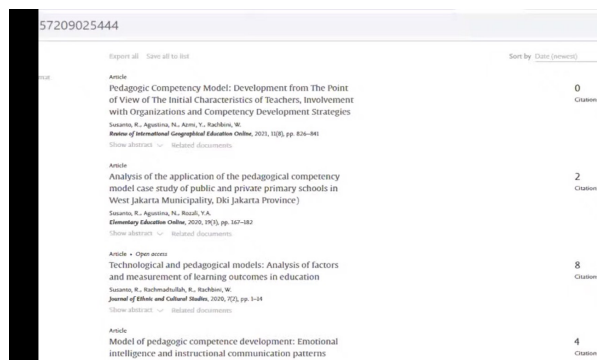 57209025444
Export all Save all to list
Sort by Date (newest)
Article
Pedagogic Competency Model: Development from The Point
of View of The Initial Characteristics of Teachers, Involvement
with Organizations and Competency Development Strategies
0
Citation
Susanto, R., Agustina, N., Azmi, Y., Rachbini, W.
Review of International Geographical Education Online, 2021, 11(8), pp. 826–841
Show abstract Related documents
Article
Analysis of the application of the pedagogical competency
model case study of public and private primary schools in
West Jakarta Municipality, Dki Jakarta Province)
2
Citation
Susanto, R., Agustina, N., Rozali, Y.A.
Elementary Education Online, 2020, 19(3), pp. 167–182
Show abstract Related documents
Article • Open access
Technological and pedagogical models: Analysis of factors
and measurement of learning outcomes in education
8
Citation
Susanto, R., Rachmadtullah, R., Rachbini, W.
Journal of Ethnic and Cultural Studies, 2020, 7(2), pp. 1–14
Show abstract Related documents
Article
Model of pedagogic competence development: Emotional
intelligence and instructional communication patterns
4
Citation